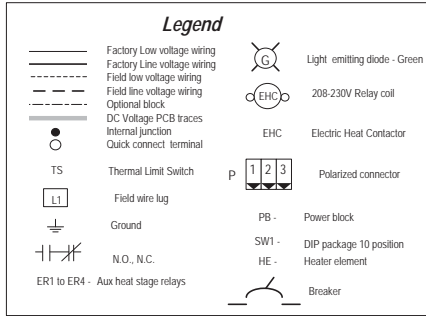 Legend
Factory Low voltage wiring
Factory Line voltage wiring
Field low voltage wiring
Field line voltage wiring
Optional block
DC Voltage PCB traces
Internal junction
Quick connect terminal
TS Thermal Limit Switch
L1 Field wire lug
Ground
N.O., N.C.
ER1 to ER4 - Aux heat stage relays
G Light emitting diode - Green
EHC 208-230V Relay coil
EHC Electric Heat Contactor
P 1 2 3 Polarized connector
PB - Power block
SW1 - DIP package 10 position
HE - Heater element
Breaker